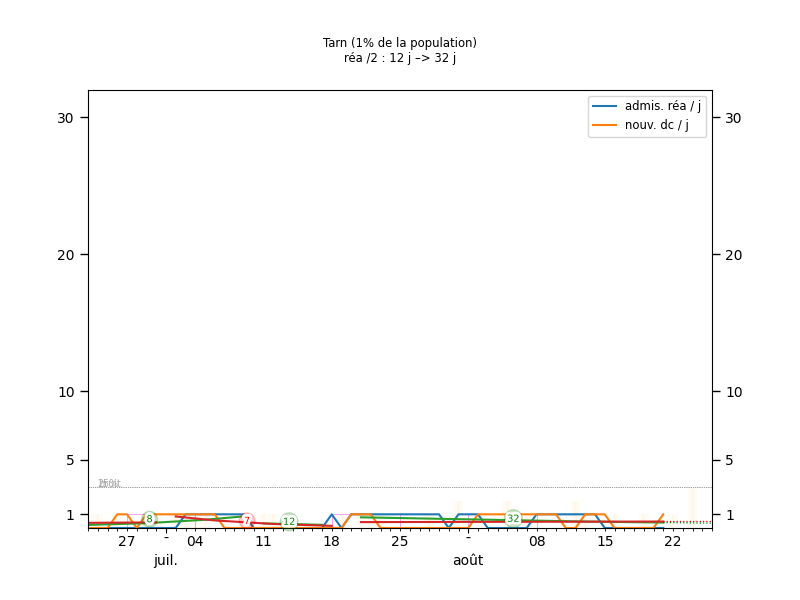 Tarn (1% de la population)
réa /2 : 12 j –> 32 j
admis. réa / j
nouv. dc / j
30 30
20 20
10 10
5 5
1 1
8 7 12 32
27 - 04 11 18 25 - 08 15 22
juil. août